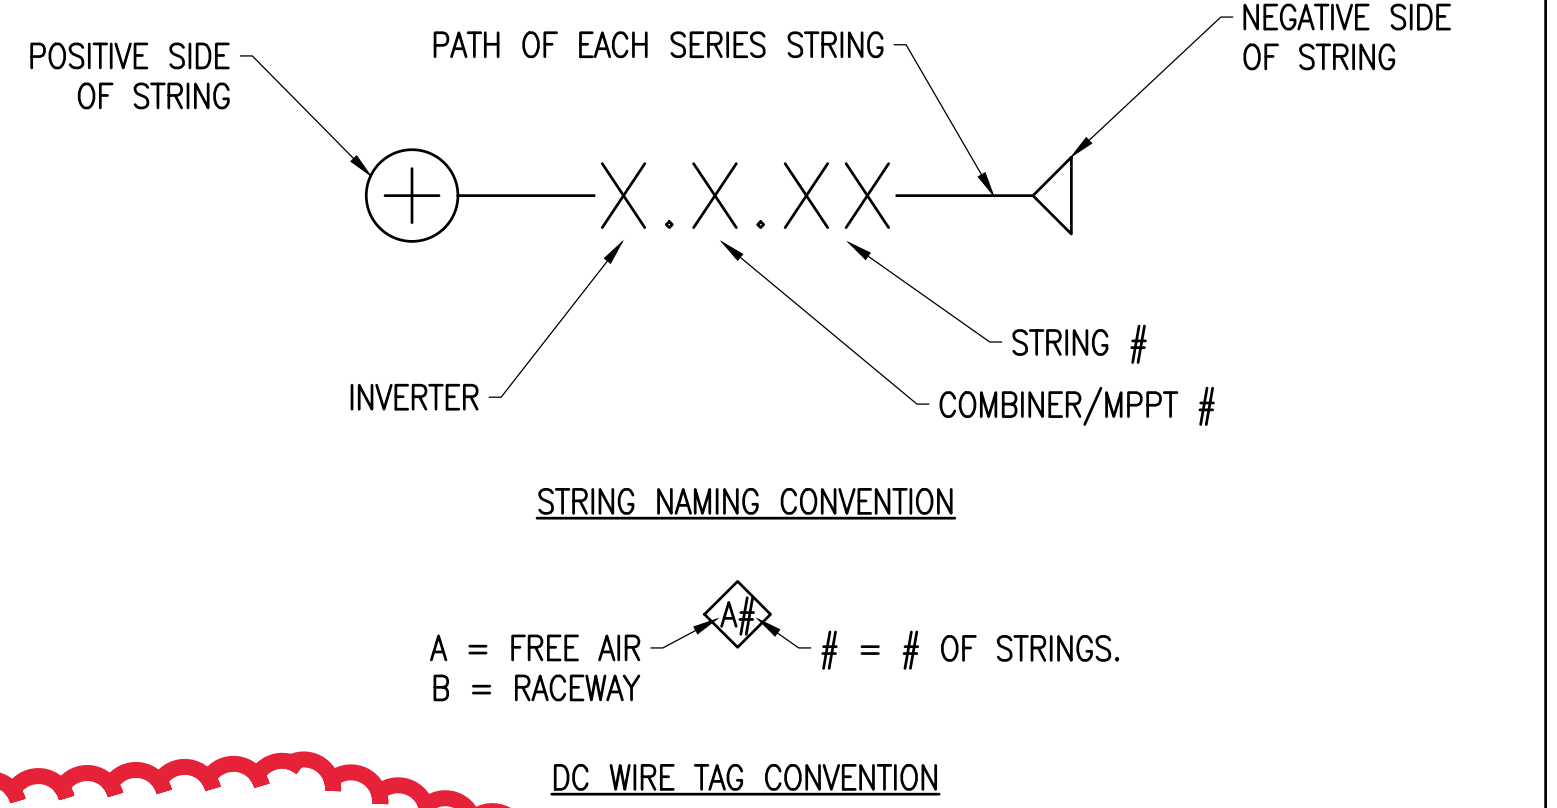 POSITIVE SIDE
OF STRING
PATH OF EACH SERIES STRING
NEGATIVE SIDE
OF STRING
+
X.X.XX
STRING #
INVERTER
COMBINER/MPPT #
STRING NAMING CONVENTION
A#
A = FREE AIR
# = # OF STRINGS.
B = RACEWAY
DC WIRE TAG CONVENTION